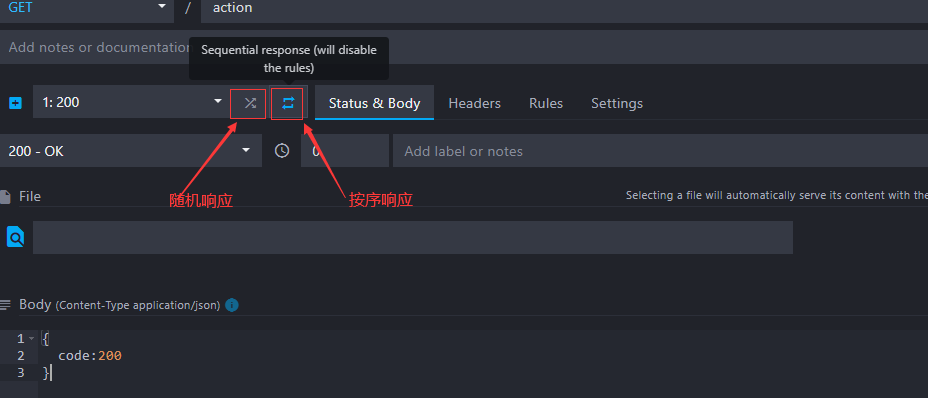 GET / action
Add notes or documentation
Sequential response (will disable
the rules)
1: 200
Status & Body
Headers
Rules
Settings
200 - OK
0
Add label or notes
随机响应
按序响应
File
Selecting a file will automatically serve its content with the
Body (Content-Type application/json)
1 {
2 code:200
3 }